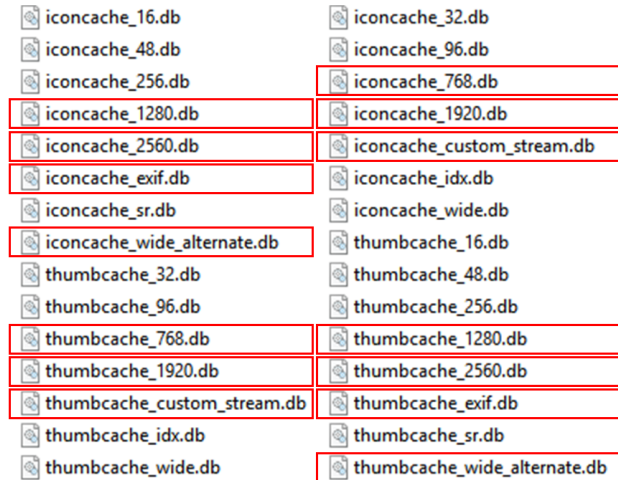 iconcache_16.db iconcache_32.db
iconcache_48.db iconcache_96.db
iconcache_256.db iconcache_768.db
iconcache_1280.db iconcache_1920.db
iconcache_2560.db iconcache_custom_stream.db
iconcache_exif.db iconcache_idx.db
iconcache_sr.db iconcache_wide.db
iconcache_wide_alternate.db thumbcache_16.db
thumbcache_32.db thumbcache_48.db
thumbcache_96.db thumbcache_256.db
thumbcache_768.db thumbcache_1280.db
thumbcache_1920.db thumbcache_2560.db
thumbcache_custom_stream.db thumbcache_exif.db
thumbcache_idx.db thumbcache_sr.db
thumbcache_wide.db thumbcache_wide_alternate.db